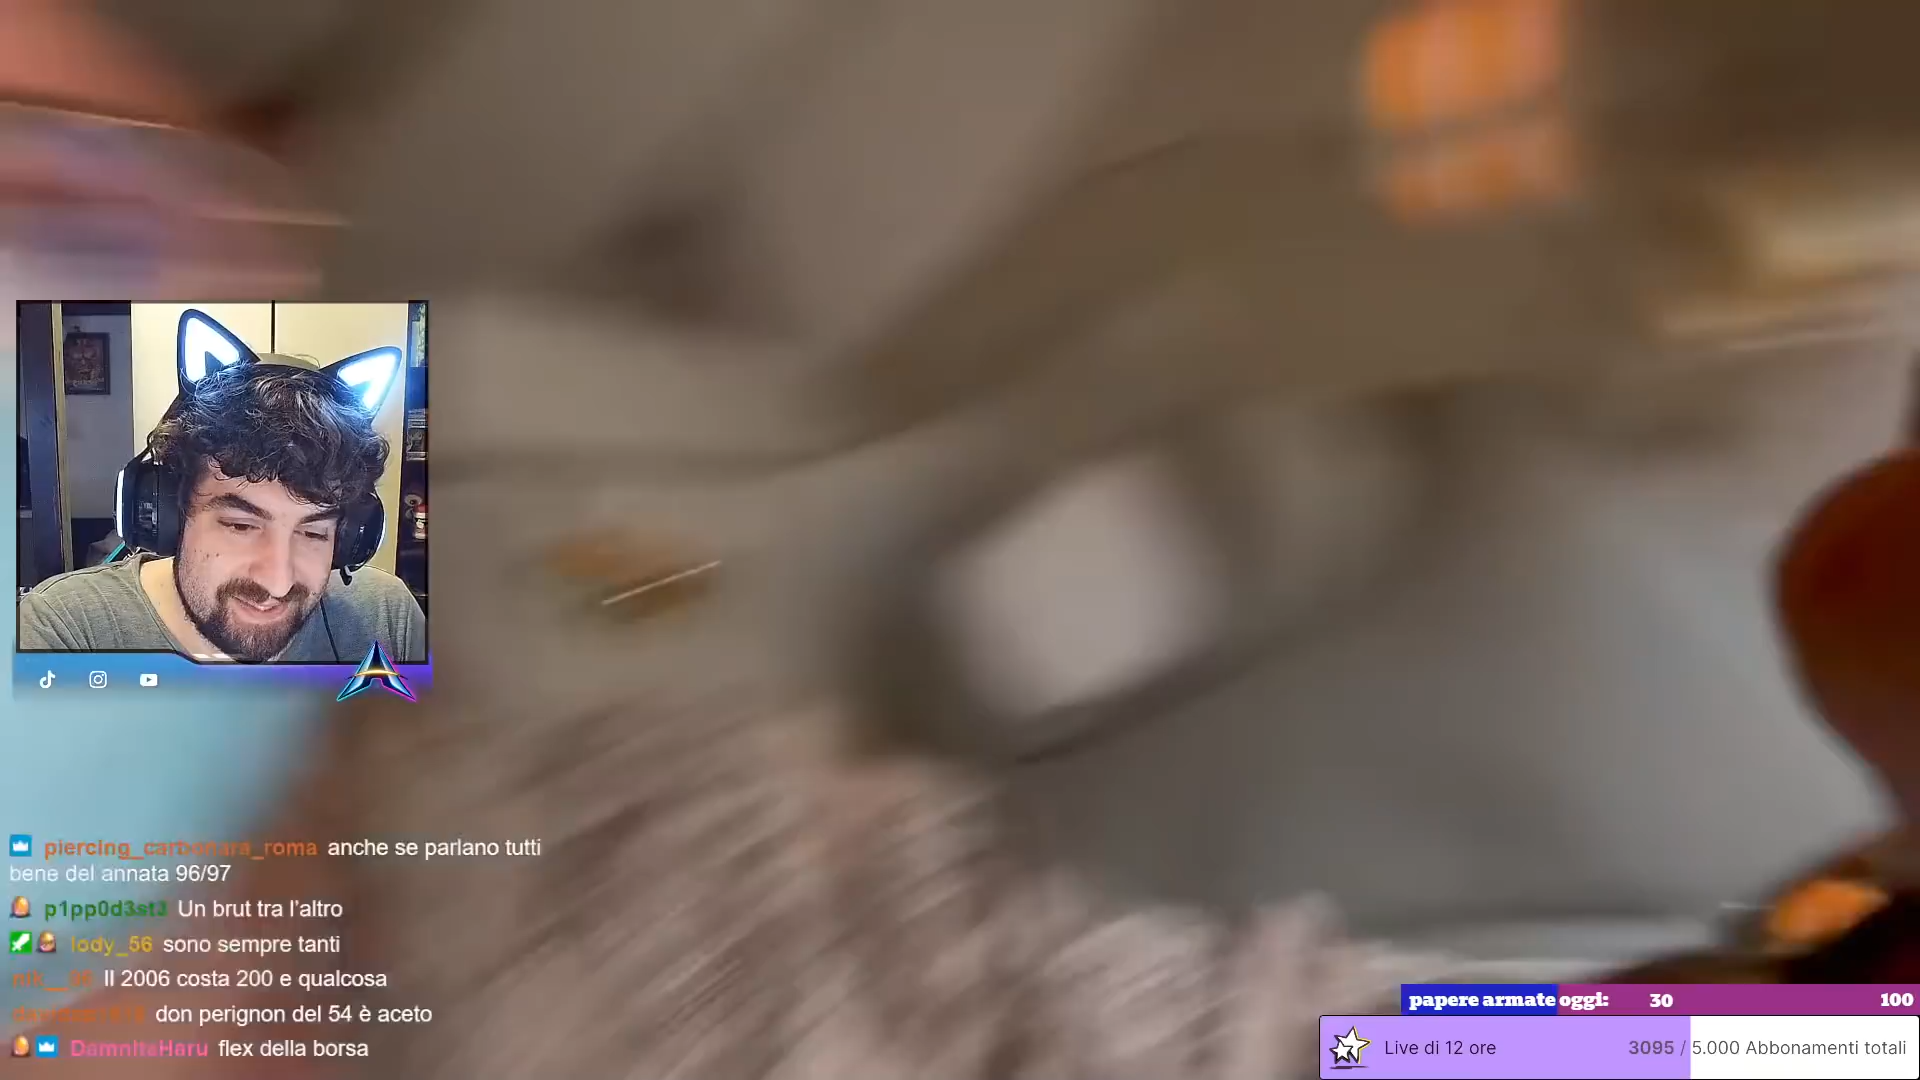 piercing_carbonara_roma anche se parlano tutti
bene del annata 96/97
p1pp0d3st3 Un brut tra l'altro
lody_56 sono sempre tanti
Il 2006 costa 200 e qualcosa
don perignon del 54 è aceto
DamnItsHaru flex della borsa
papere armate oggi: 30 100
Live di 12 ore 3095 / 5.000 Abbonamenti totali